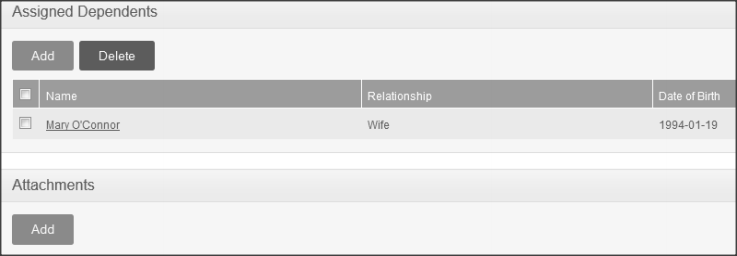 Assigned Dependents
Add Delete
Name Relationship Date of Birth
Mary O'Connor Wife 1994-01-19
Attachments
Add